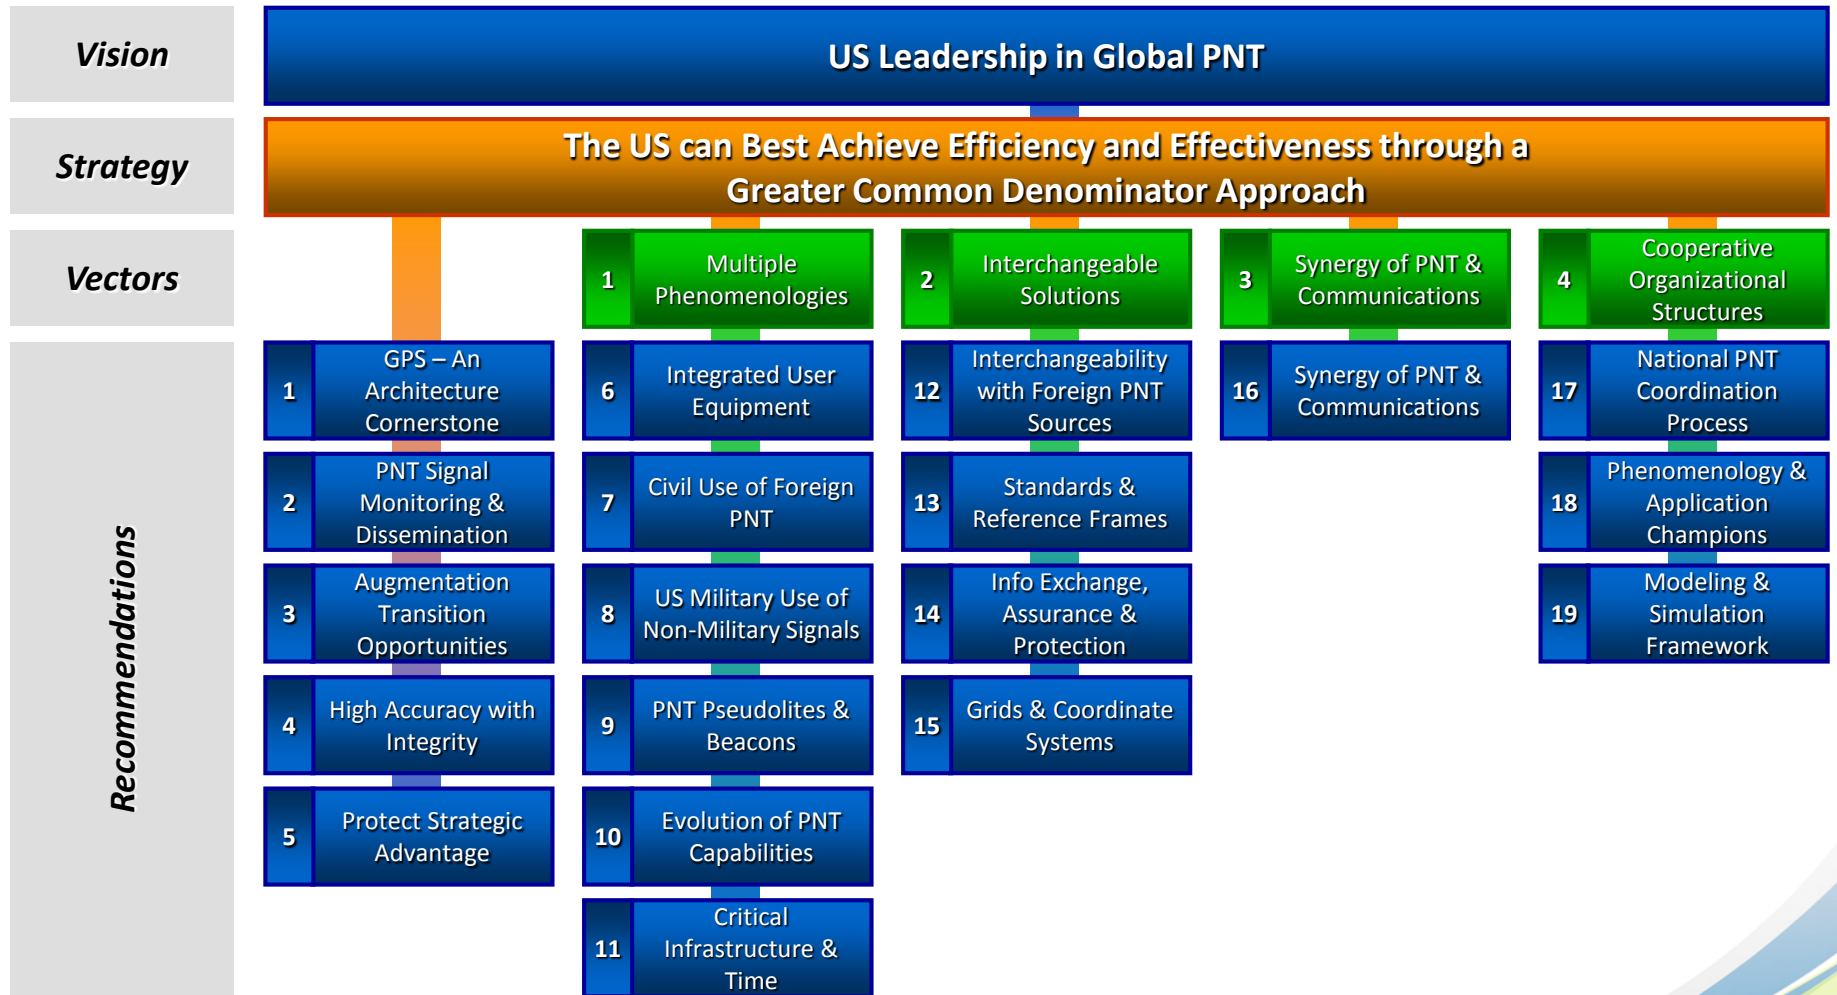 Vision
US Leadership in Global PNT
Strategy
The US can Best Achieve Efficiency and Effectiveness through a
Greater Common Denominator Approach
Vectors
1
Multiple
Phenomenologies
2
Interchangeable
Solutions
3
Synergy of PNT &
Communications
4
Cooperative
Organizational
Structures
Recommendations
1
GPS – An
Architecture
Cornerstone
2
PNT Signal
Monitoring &
Dissemination
3
Augmentation
Transition
Opportunities
4
High Accuracy with
Integrity
5
Protect Strategic
Advantage
6
Integrated User
Equipment
7
Civil Use of Foreign
PNT
8
US Military Use of
Non-Military Signals
9
PNT Pseudolites &
Beacons
10
Evolution of PNT
Capabilities
11
Critical
Infrastructure &
Time
12
Interchangeability
with Foreign PNT
Sources
13
Standards &
Reference Frames
14
Info Exchange,
Assurance &
Protection
15
Grids & Coordinate
Systems
16
Synergy of PNT &
Communications
17
National PNT
Coordination
Process
18
Phenomenology &
Application
Champions
19
Modeling &
Simulation
Framework